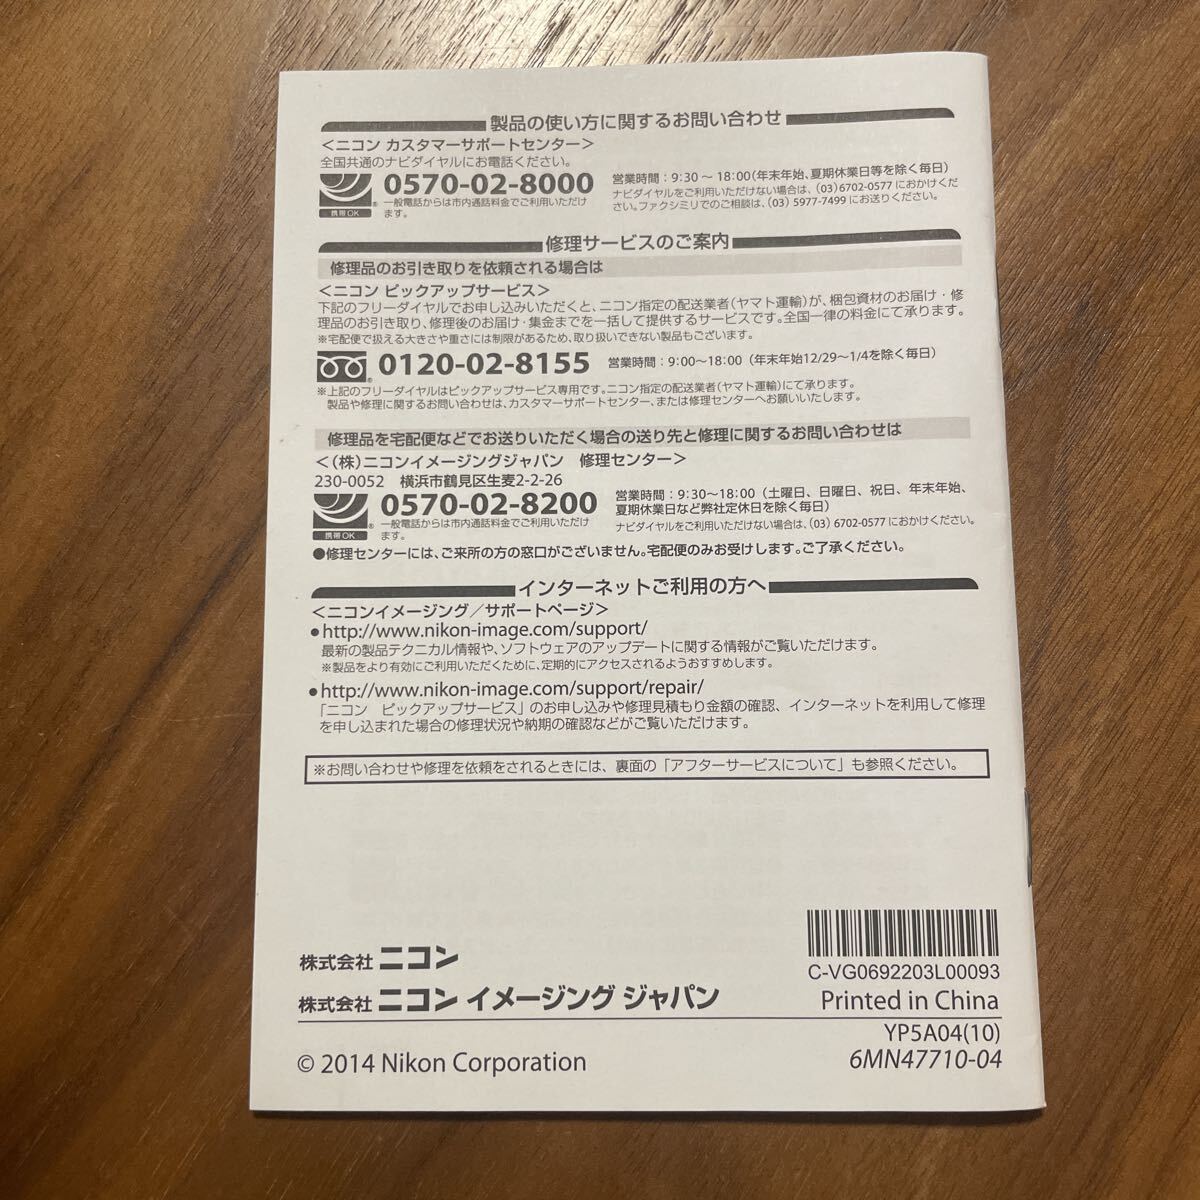 製品の使い方に関するお問い合わせ
＜ニコン カスタマーサポートセンター＞
全国共通のナビダイヤルにお電話ください。
0570-02-8000
携帯OK
一般電話からは市内通話料金でご利用いただけ
ます。
営業時間：9:30 ～ 18:00(年末年始、夏期休業日等を除く毎日)
ナビダイヤルをご利用いただけない場合は、(03) 6702-0577 におかけくだ
さい。ファクシミリでのご相談は、(03) 5977-7499 にお送りください。
修理サービスのご案内
修理品のお引き取りを依頼される場合は
＜ニコン ピックアップサービス＞
下記のフリーダイヤルでお申し込みいただくと、ニコン指定の配送業者(ヤマト運輸)が、梱包資材のお届け・修
理品のお引き取り、修理後のお届け・集金までを一括して提供するサービスです。全国一律の料金にて承ります。
※宅配便で扱える大きさや重さには制限があるため、取り扱いできない製品もございます。
0120-02-8155
営業時間：9:00～18:00 (年末年始12/29～1/4を除く毎日)
※上記のフリーダイヤルはピックアップサービス専用です。ニコン指定の配送業者(ヤマト運輸)にて承ります。
製品や修理に関するお問い合わせは、カスタマーサポートセンター、または修理センターへお願いいたします。
修理品を宅配便などでお送りいただく場合の送り先と修理に関するお問い合わせは
＜(株)ニコンイメージングジャパン　修理センター＞
230-0052　横浜市鶴見区生麦2-2-26
0570-02-8200
携帯OK
一般電話からは市内通話料金でご利用いただけ
ます。
営業時間：9:30～18:00 (土曜日、日曜日、祝日、年末年始、
夏期休業日など弊社定休日を除く毎日)
ナビダイヤルをご利用いただけない場合は、(03) 6702-0577 におかけください。
●修理センターには、ご来所の方の窓口がございません。宅配便のみお受けします。ご了承ください。
インターネットご利用の方へ
＜ニコンイメージング／サポートページ＞
●http://www.nikon-image.com/support/
最新の製品テクニカル情報や、ソフトウェアのアップデートに関する情報がご覧いただけます。
※製品をより有効にご利用いただくために、定期的にアクセスされるようおすすめします。
●http://www.nikon-image.com/support/repair/
「ニコン　ピックアップサービス」のお申し込みや修理見積もり金額の確認、インターネットを利用して修理
を申し込まれた場合の修理状況や納期の確認などがご覧いただけます。
※お問い合わせや修理を依頼をされるときには、裏面の「アフターサービスについて」も参照ください。
C-VG0692203L00093
株式会社 ニコン
株式会社 ニコン イメージング ジャパン
Printed in China
YP5A04(10)
© 2014 Nikon Corporation
6MN47710-04